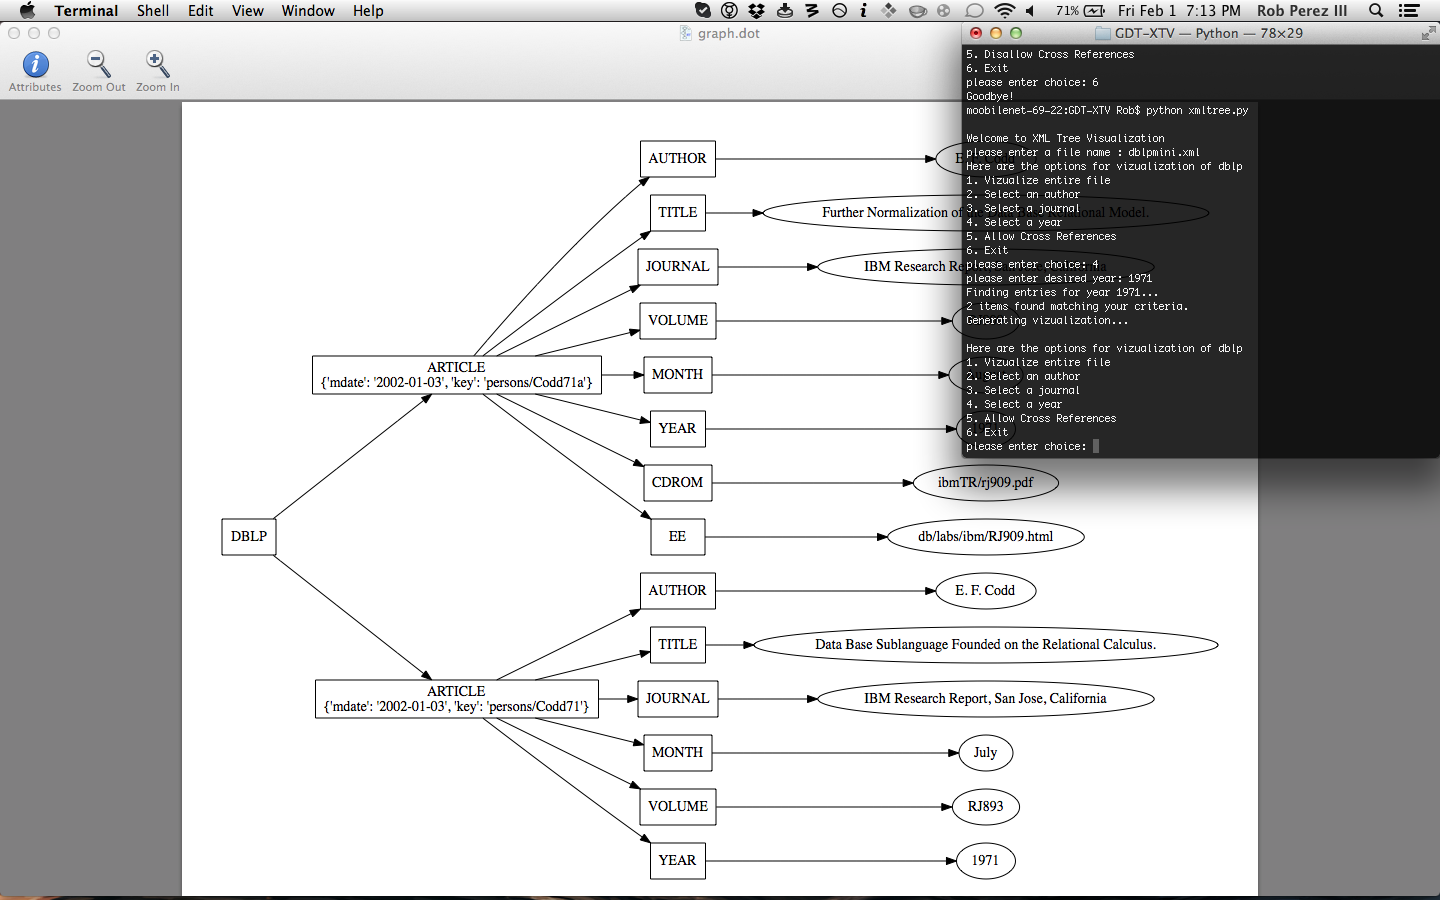 Terminal Shell Edit View Window Help
71% Fri Feb 1 7:13 PM Rob Perez III
graph.dot
Attributes Zoom Out Zoom In
GDT-XTV — Python — 78×29
5. Disallow Cross References
6. Exit
please enter choice: 6
Goodbye!
moobilenet-69-22:GDT-XTV Rob$ python xmltree.py
Welcome to XML Tree Visualization
please enter a file name : dblpmini.xml
Here are the options for vizualization of dblp
1. Vizualize entire file
2. Select an author
3. Select a journal
4. Select a year
5. Allow Cross References
6. Exit
please enter choice: 4
please enter desired year: 1971
Finding entries for year 1971...
2 items found matching your criteria.
Generating vizualization...
Here are the options for vizualization of dblp
1. Vizualize entire file
2. Select an author
3. Select a journal
4. Select a year
5. Allow Cross References
6. Exit
please enter choice:
DBLP
ARTICLE
{'mdate': '2002-01-03', 'key': 'persons/Codd71a'}
AUTHOR
TITLE Further Normalization of the Data Base Relational Model.
JOURNAL IBM Research
VOLUME
MONTH
YEAR
CDROM ibmTR/rj909.pdf
EE db/labs/ibm/RJ909.html
ARTICLE
{'mdate': '2002-01-03', 'key': 'persons/Codd71'}
AUTHOR E. F. Codd
TITLE Data Base Sublanguage Founded on the Relational Calculus.
JOURNAL IBM Research Report, San Jose, California
MONTH July
VOLUME RJ893
YEAR 1971